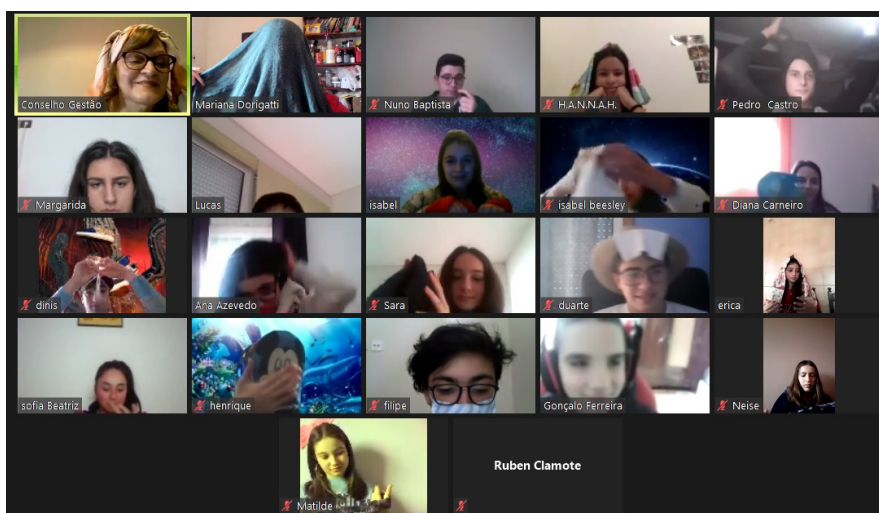 Conselho Gestão
Mariana Dorigatti
Nuno Baptista
H.A.N.N.A.H.
Pedro Castro
Margarida
Lucas
isabel
isabel beesley
Diana Carneiro
dinis
Ana Azevedo
Sara
duarte
erica
sofia Beatriz
henrique
filipe
Gonçalo Ferreira
Neise
Matilde
Ruben Clamote